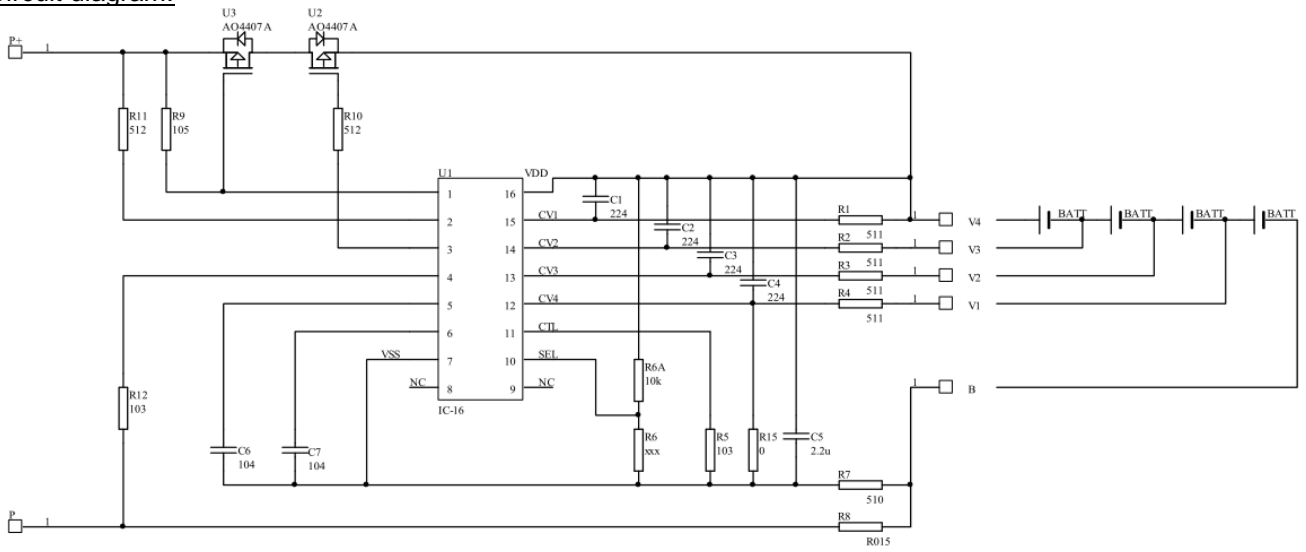 circuit diagram:
U3
AO4407A
U2
AO4407A
P+
1
R11
512
R9
105
R10
512
U1
VDD
1
2
3
4
5
6
7
8
16
15
14
13
12
11
10
9
IC-16
CV1
CV2
CV3
CV4
CTL
SEL
NC
VSS
NC
C1
224
C2
224
C3
224
C4
224
R1
511
R2
511
R3
511
R4
511
1
V4
1
V3
1
V2
1
V1
1
B
BATT
BATT
BATT
BATT
R12
103
C6
104
C7
104
R6A
10k
R6
xxx
R5
103
R15
0
C5
2.2u
R7
510
R8
R015
P
1